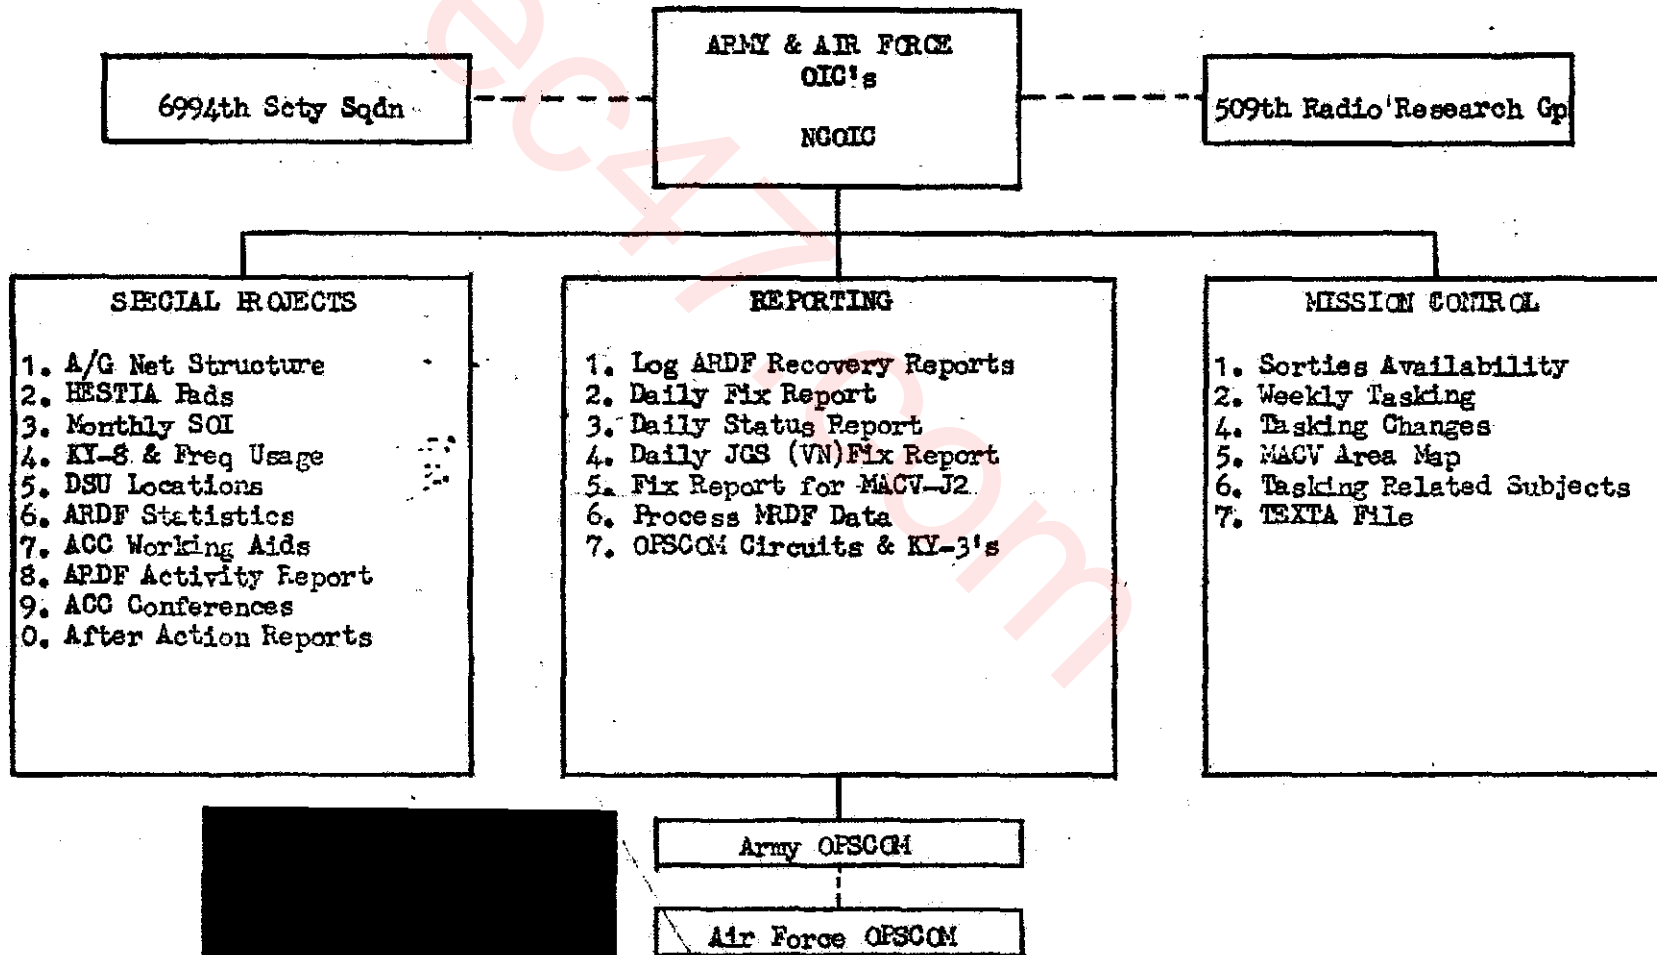 ARMY & AIR FORCE
OIC's
NCOIC
6994th Scty Sqdn
509th Radio Research Gp
SPECIAL PROJECTS
1. A/G Net Structure
2. HESTIA Pads
3. Monthly SOI
4. KY-8 & Freq Usage
5. DSU Locations
6. ARDF Statistics
7. ACC Working Aids
8. ARDF Activity Report
9. ACC Conferences
0. After Action Reports
REPORTING
1. Log ARDF Recovery Reports
2. Daily Fix Report
3. Daily Status Report
4. Daily JGS (VN)Fix Report
5. Fix Report for MACV-J2
6. Process MRDF Data
7. OPSCOM Circuits & KY-3's
MISSION CONTROL
1. Sorties Availability
2. Weekly Tasking
4. Tasking Changes
5. MACV Area Map
6. Tasking Related Subjects
7. TEXTA File
Army OPSCOM
Air Force OPSCOM
ec47.com